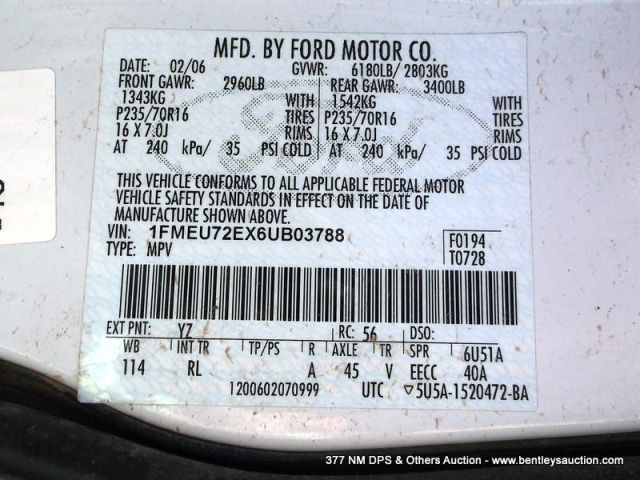 MFD. BY FORD MOTOR CO.
DATE: 02/06 GVWR: 6180LB/ 2803KG
FRONT GAWR: 2960LB REAR GAWR: 3400LB
1343KG WITH 1542KG WITH
P235/70R16 TIRES P235/70R16 TIRES
16 X 7.0J RIMS 16 X 7.0J RIMS
AT 240 kPa/ 35 PSI COLD AT 240 kPa/ 35 PSI COLD
THIS VEHICLE CONFORMS TO ALL APPLICABLE FEDERAL MOTOR
VEHICLE SAFETY STANDARDS IN EFFECT ON THE DATE OF
MANUFACTURE SHOWN ABOVE.
VIN: 1FMEU72EX6UB03788 F0194
TYPE: MPV T0728
EXT PNT: YZ RC: 56 DSO:
WB INT TR TP/PS R AXLE TR SPR 6U51A
114 RL A 45 V EECC 40A
1200602070999 UTC ▽5U5A-1520472-BA
377 NM DPS & Others Auction - www.bentleysauction.com